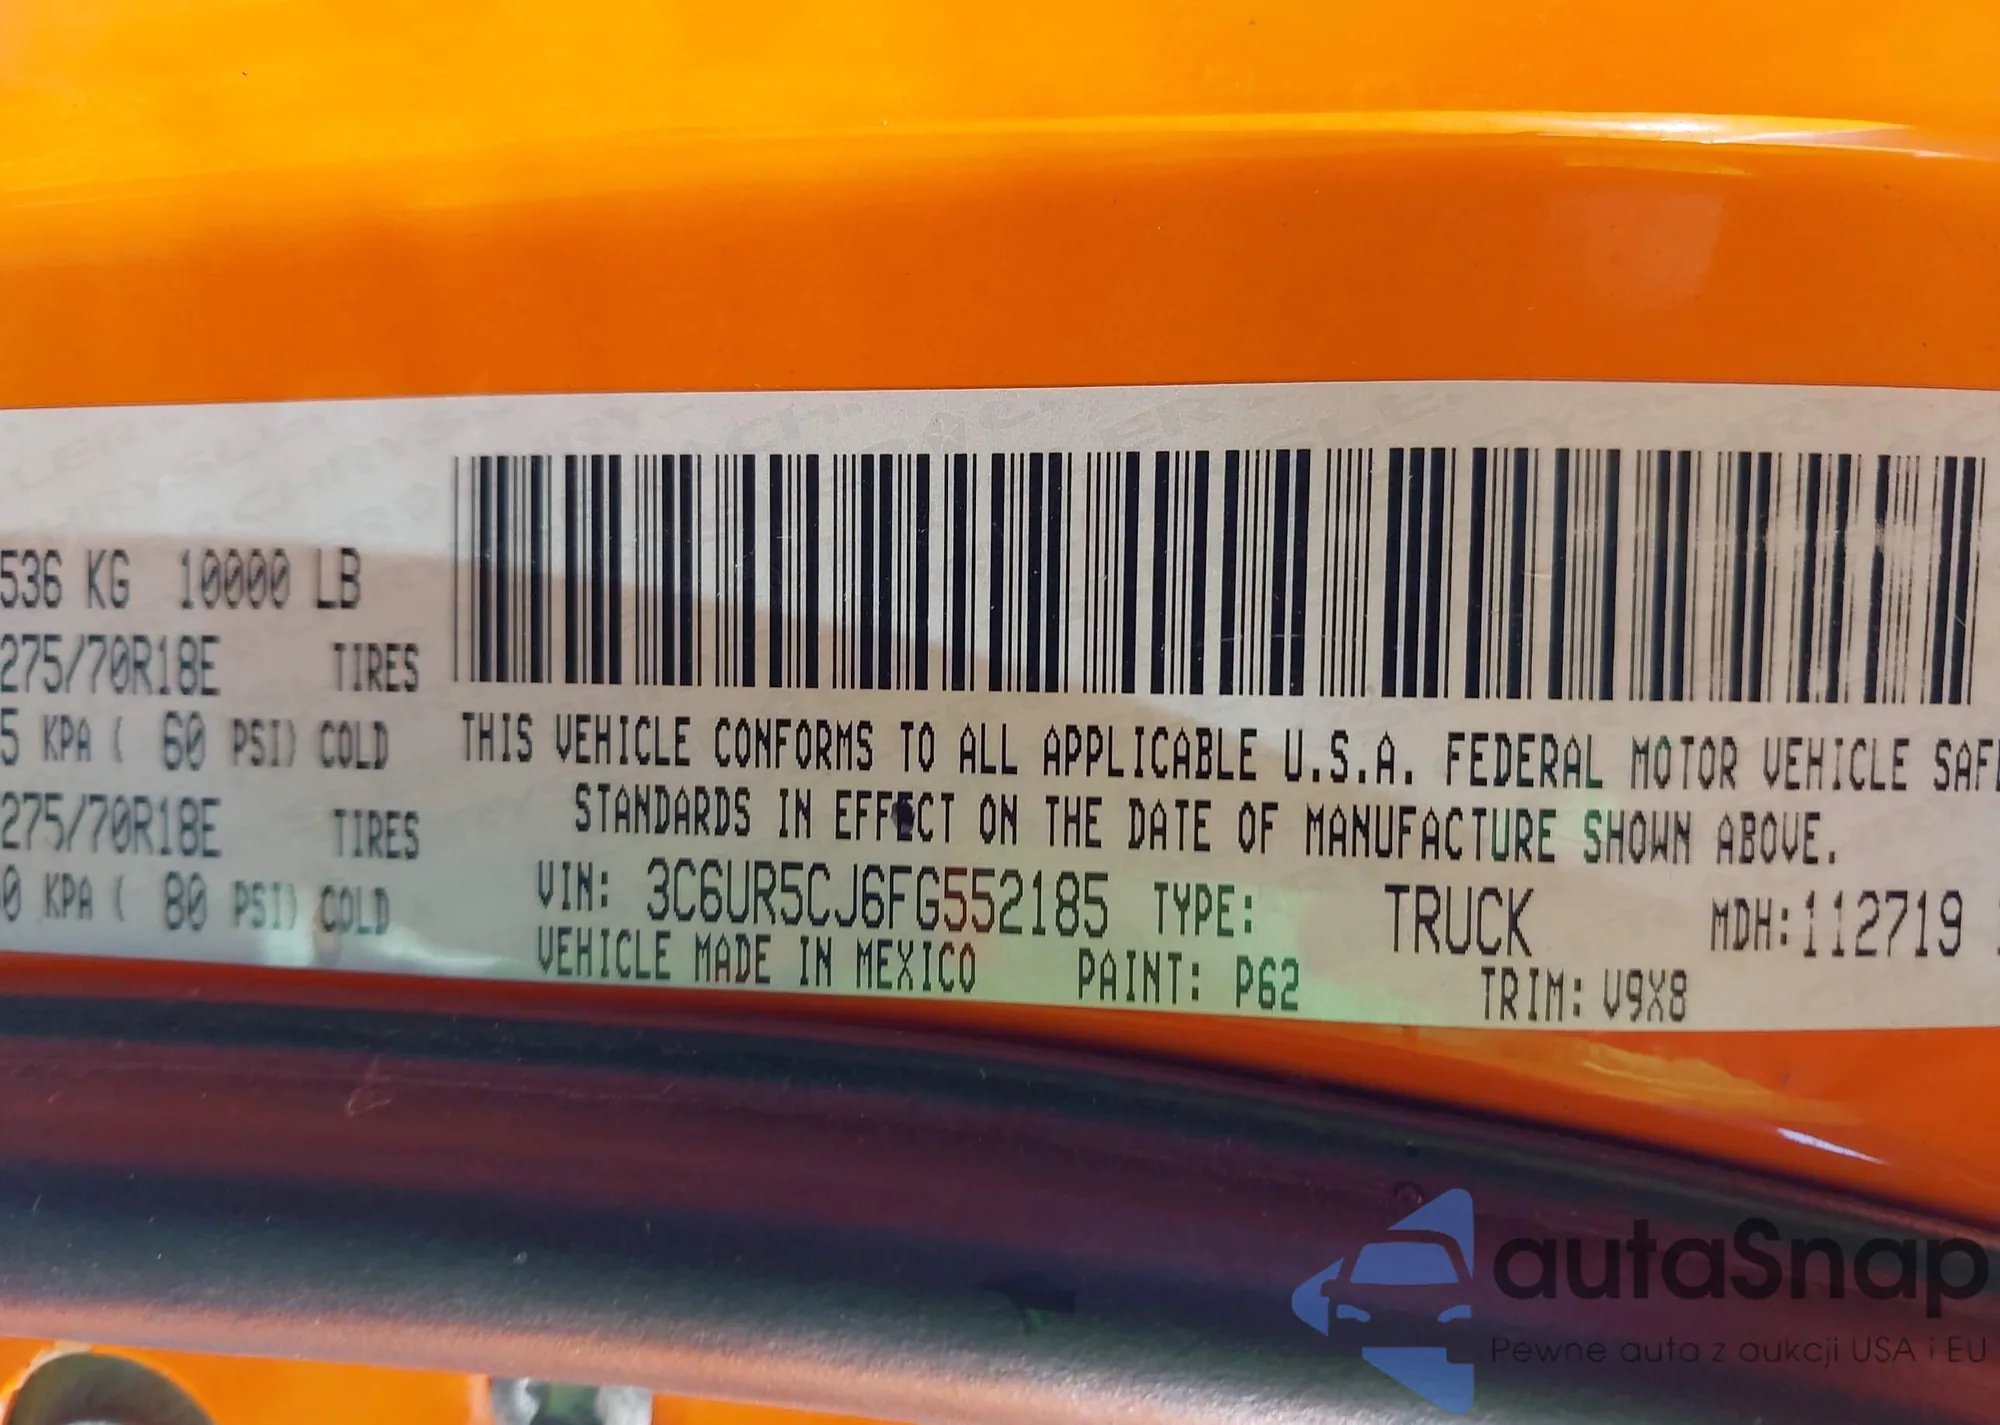 536 KG 10000 LB
275/70R18E TIRES
5 KPA ( 60 PSI) COLD
275/70R18E TIRES
0 KPA ( 80 PSI) COLD
THIS VEHICLE CONFORMS TO ALL APPLICABLE U.S.A. FEDERAL MOTOR VEHICLE
STANDARDS IN EFFECT ON THE DATE OF MANUFACTURE SHOWN ABOVE.
VIN: 3C6UR5CJ6FG552185 TYPE: TRUCK MDH:112719
VEHICLE MADE IN MEXICO PAINT: P62 TRIM: V9X8
autaSnap
Pewne auta z aukcji USA i EU